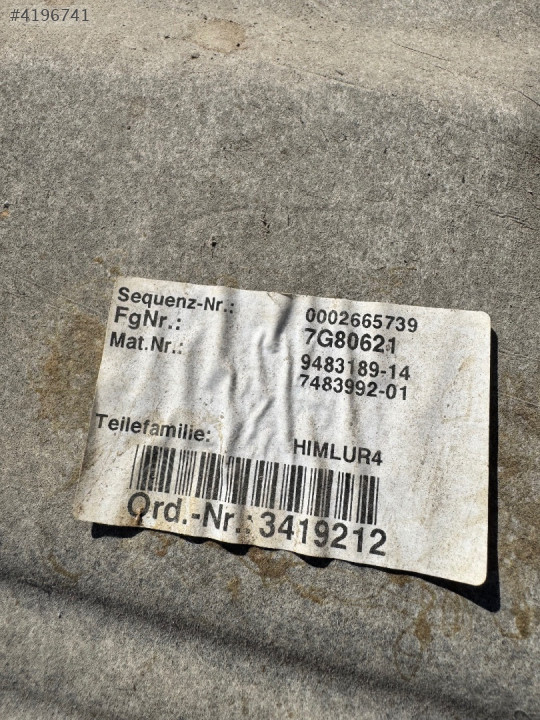 #4196741
Sequenz-Nr.: 0002665739
FgNr.: 7G80621
Mat.Nr.: 9483189-14
7483992-01
Teilefamilie: HIMLUR4
Ord.-Nr.: 3419212